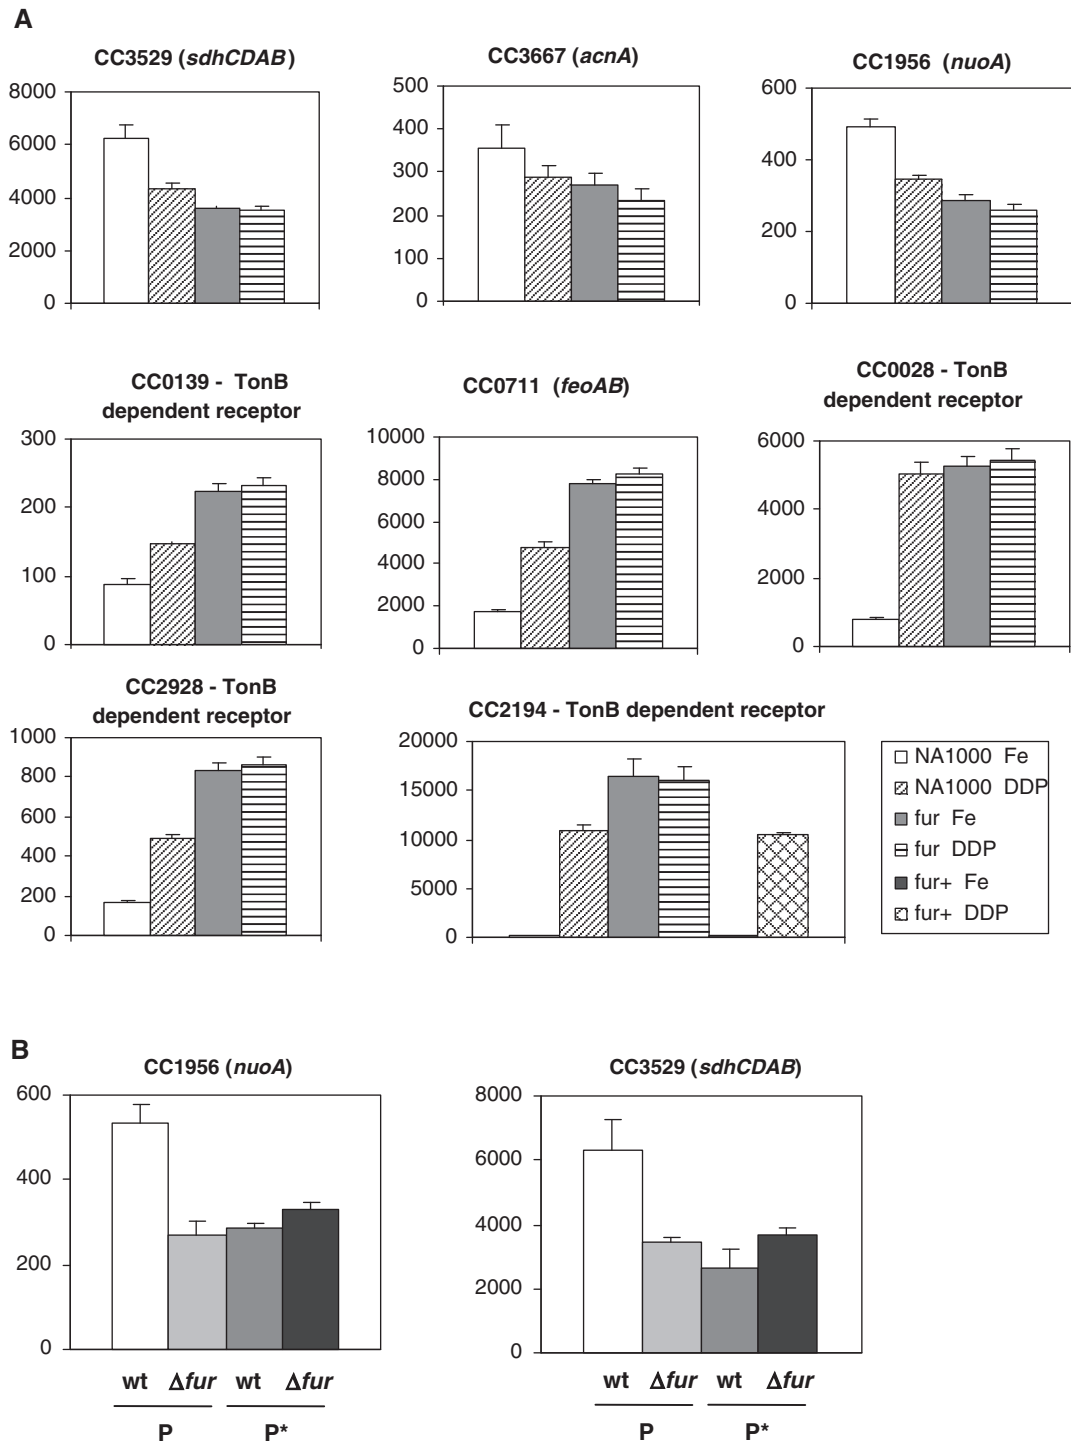 A
CC3529 (sdhCDAB)
8000
6000
4000
2000
0
CC3667 (acnA)
500
400
300
200
100
0
CC1956 (nuoA)
600
400
200
0
CC0139 - TonB
dependent receptor
300
200
100
0
CC0711 (feoAB)
10000
8000
6000
4000
2000
0
CC0028 - TonB
dependent receptor
6000
4000
2000
0
CC2928 - TonB
dependent receptor
1000
800
600
400
200
0
CC2194 - TonB dependent receptor
20000
15000
10000
5000
0
NA1000 Fe
NA1000 DDP
fur Fe
fur DDP
fur+ Fe
fur+ DDP
B
CC1956 (nuoA)
600
400
200
0
wt Δfur wt Δfur
P P*
CC3529 (sdhCDAB)
8000
6000
4000
2000
0
wt Δfur wt Δfur
P P*